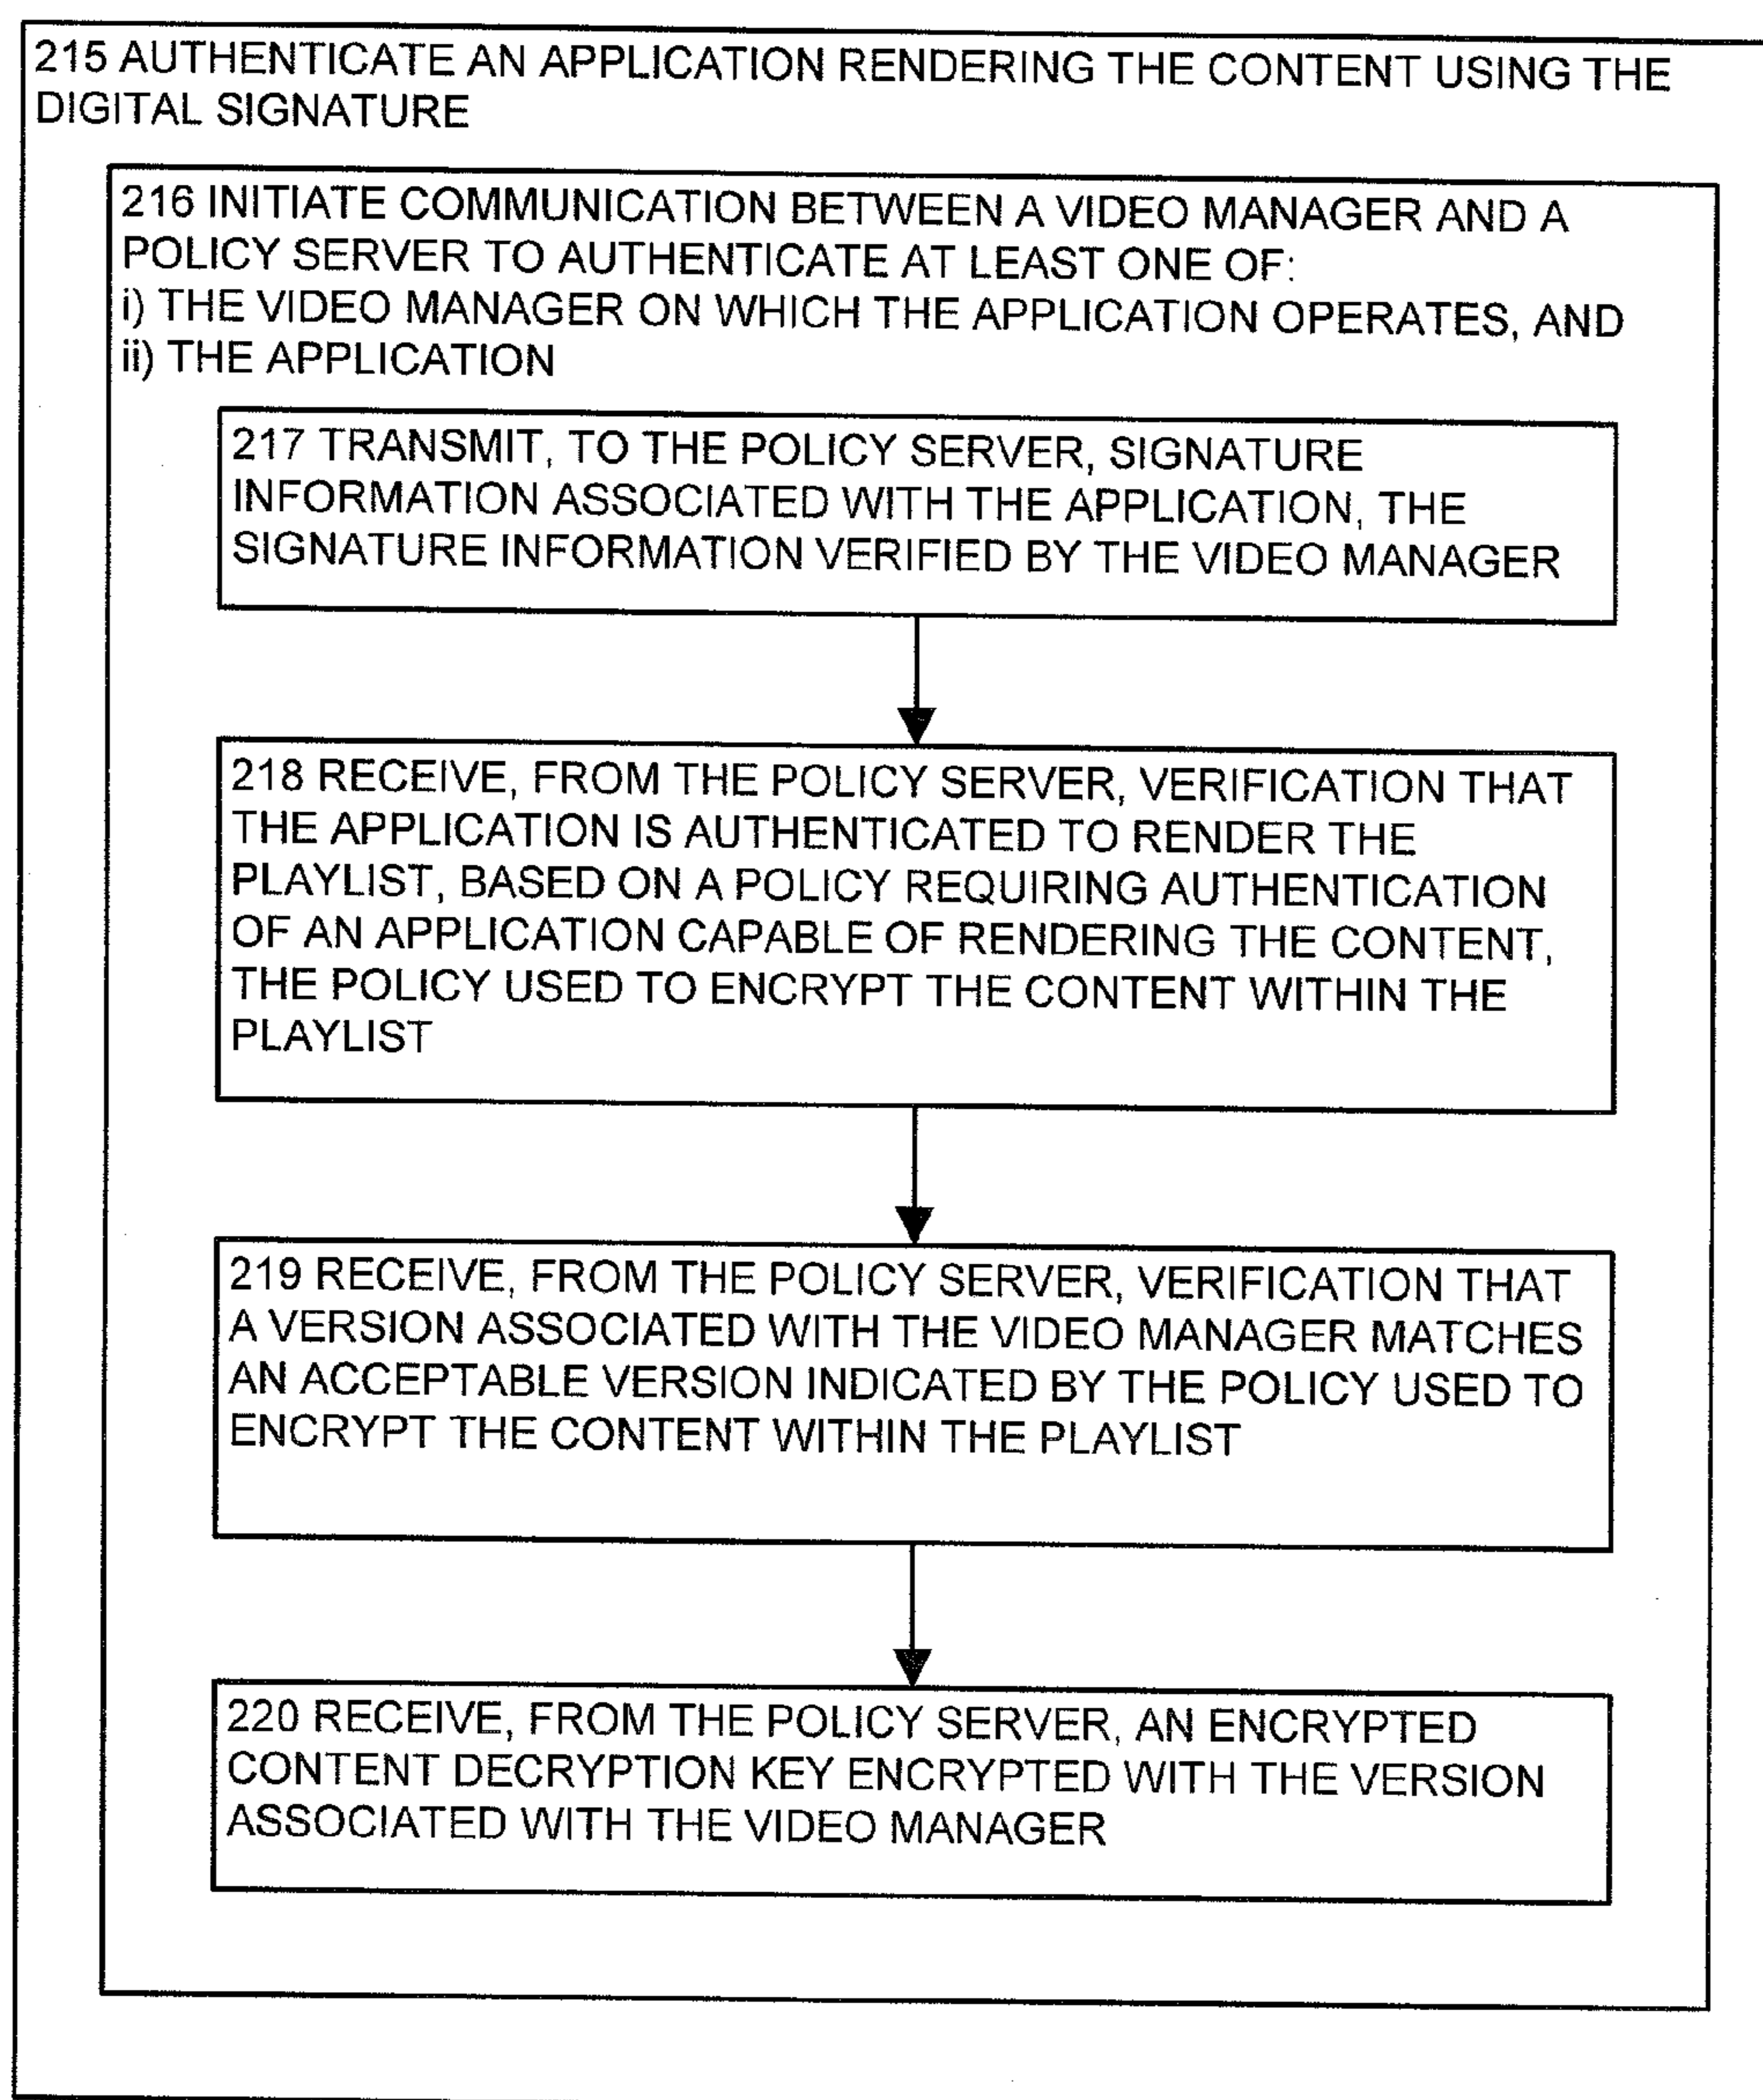 215 AUTHENTICATE AN APPLICATION RENDERING THE CONTENT USING THE
DIGITAL SIGNATURE
216 INITIATE COMMUNICATION BETWEEN A VIDEO MANAGER AND A
POLICY SERVER TO AUTHENTICATE AT LEAST ONE OF:
i) THE VIDEO MANAGER ON WHICH THE APPLICATION OPERATES, AND
ii) THE APPLICATION
217 TRANSMIT, TO THE POLICY SERVER, SIGNATURE
INFORMATION ASSOCIATED WITH THE APPLICATION, THE
SIGNATURE INFORMATION VERIFIED BY THE VIDEO MANAGER
218 RECEIVE, FROM THE POLICY SERVER, VERIFICATION THAT
THE APPLICATION IS AUTHENTICATED TO RENDER THE
PLAYLIST, BASED ON A POLICY REQUIRING AUTHENTICATION
OF AN APPLICATION CAPABLE OF RENDERING THE CONTENT,
THE POLICY USED TO ENCRYPT THE CONTENT WITHIN THE
PLAYLIST
219 RECEIVE, FROM THE POLICY SERVER, VERIFICATION THAT
A VERSION ASSOCIATED WITH THE VIDEO MANAGER MATCHES
AN ACCEPTABLE VERSION INDICATED BY THE POLICY USED TO
ENCRYPT THE CONTENT WITHIN THE PLAYLIST
220 RECEIVE, FROM THE POLICY SERVER, AN ENCRYPTED
CONTENT DECRYPTION KEY ENCRYPTED WITH THE VERSION
ASSOCIATED WITH THE VIDEO MANAGER